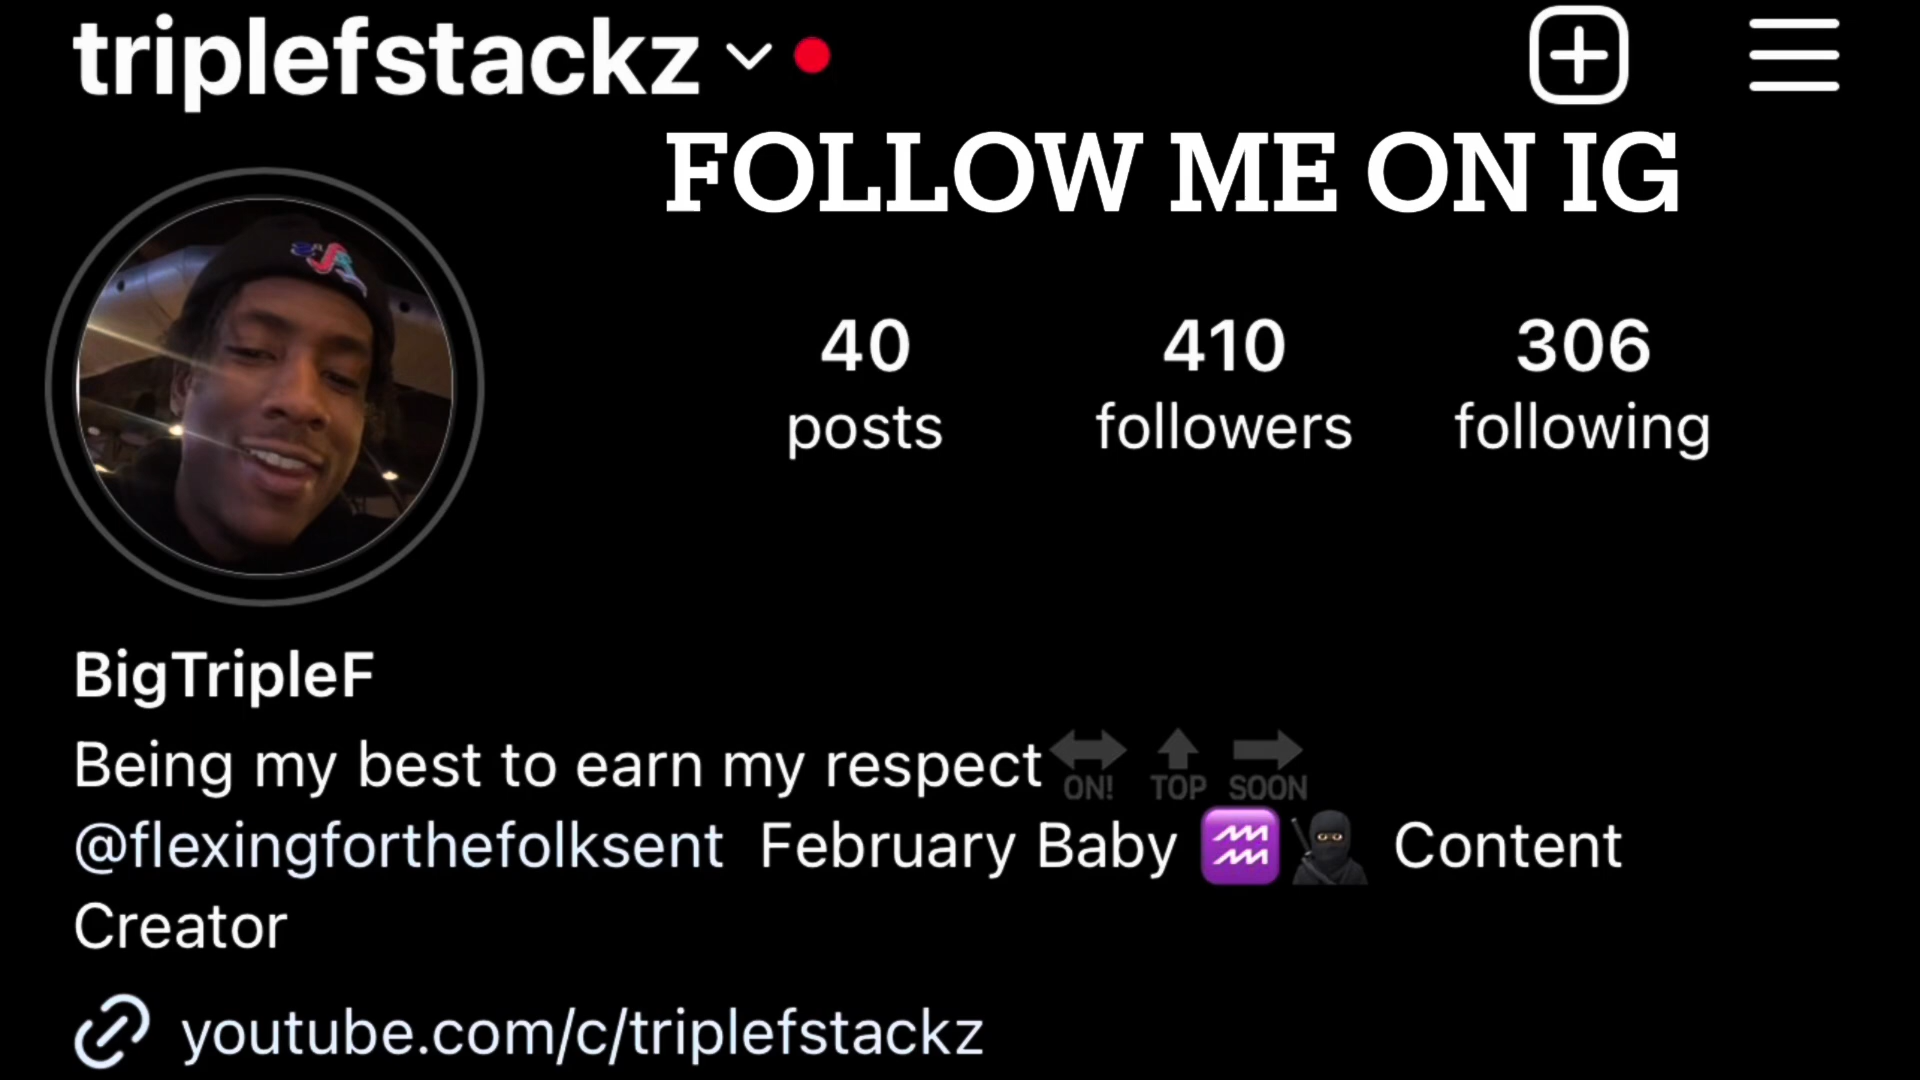 triplefstackz
FOLLOW ME ON IG
40 410 306
posts followers following
BigTripleF
Being my best to earn my respect ON! TOP SOON
@flexingforthefolksent February Baby Content
Creator
youtube.com/c/triplefstackz